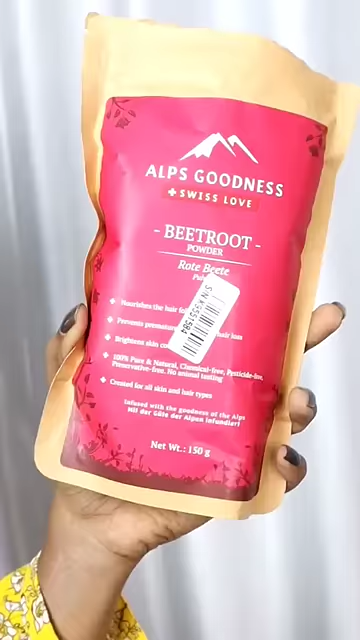 ALPS GOODNESS
SWISS LOVE
- BEETROOT -
POWDER
Rote Beete
Nourishes the hair
Prevents hair loss
Brightens skin
100% Pure & Natural, Chemical-free, Pesticide-free,
Preservative-free, No animal testing
Created for all skin and hair types
Infused with the goodness of the Alps
Mit der Güte der Alpen infundiert
Net Wt.: 150 g